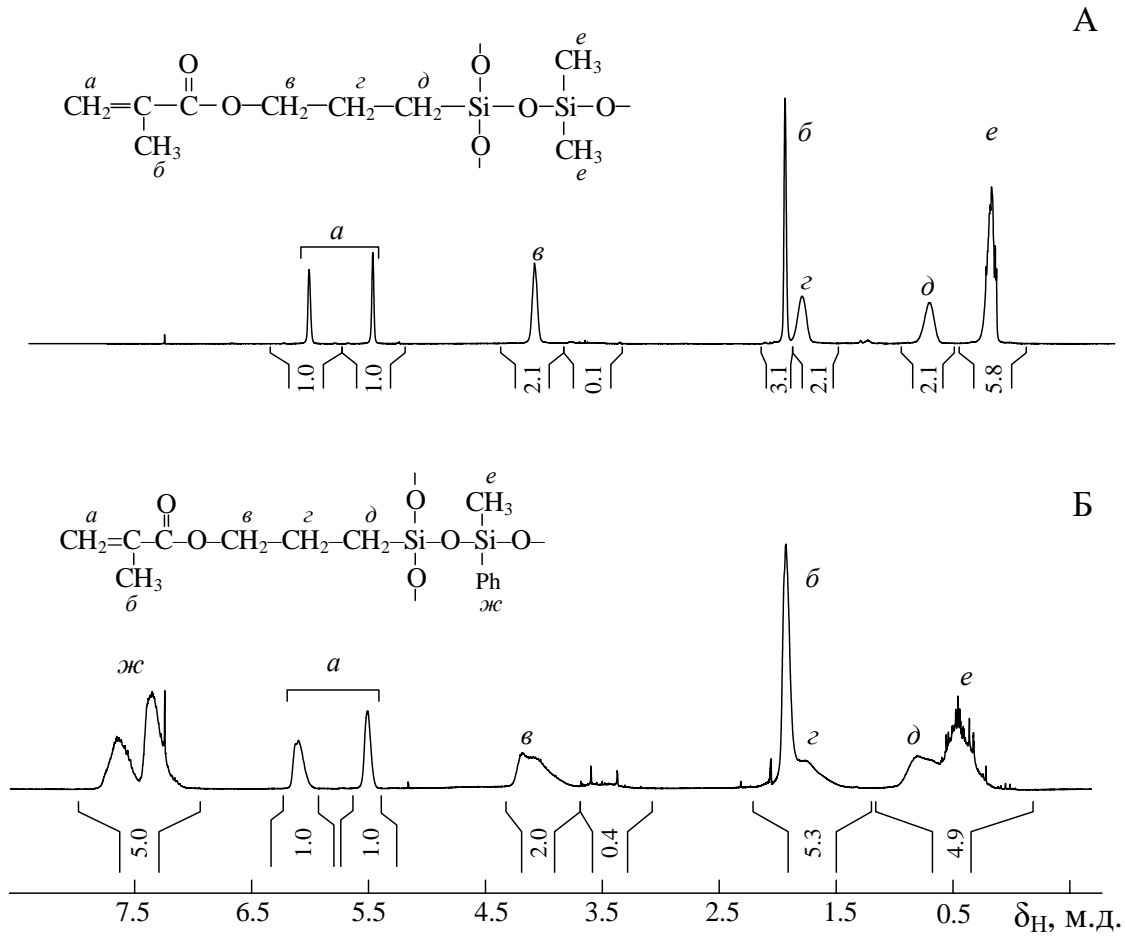 А
а
CH₂=C–C–O–CH₂–CH₂–CH₂–Si–O–Si–O–
O
в
г
д
O
CH₃
е
CH₃
б
O
CH₃
е
а
в
б
г
д
е
1.0
1.0
2.1
0.1
3.1
2.1
2.1
5.8
Б
а
CH₂=C–C–O–CH₂–CH₂–CH₂–Si–O–Si–O–
O
в
г
д
O
CH₃
е
CH₃
б
O
Ph
ж
ж
а
в
б
г
д
е
5.0
1.0
1.0
2.0
0.4
5.3
4.9
7.5 6.5 5.5 4.5 3.5 2.5 1.5 0.5 δH, м.д.